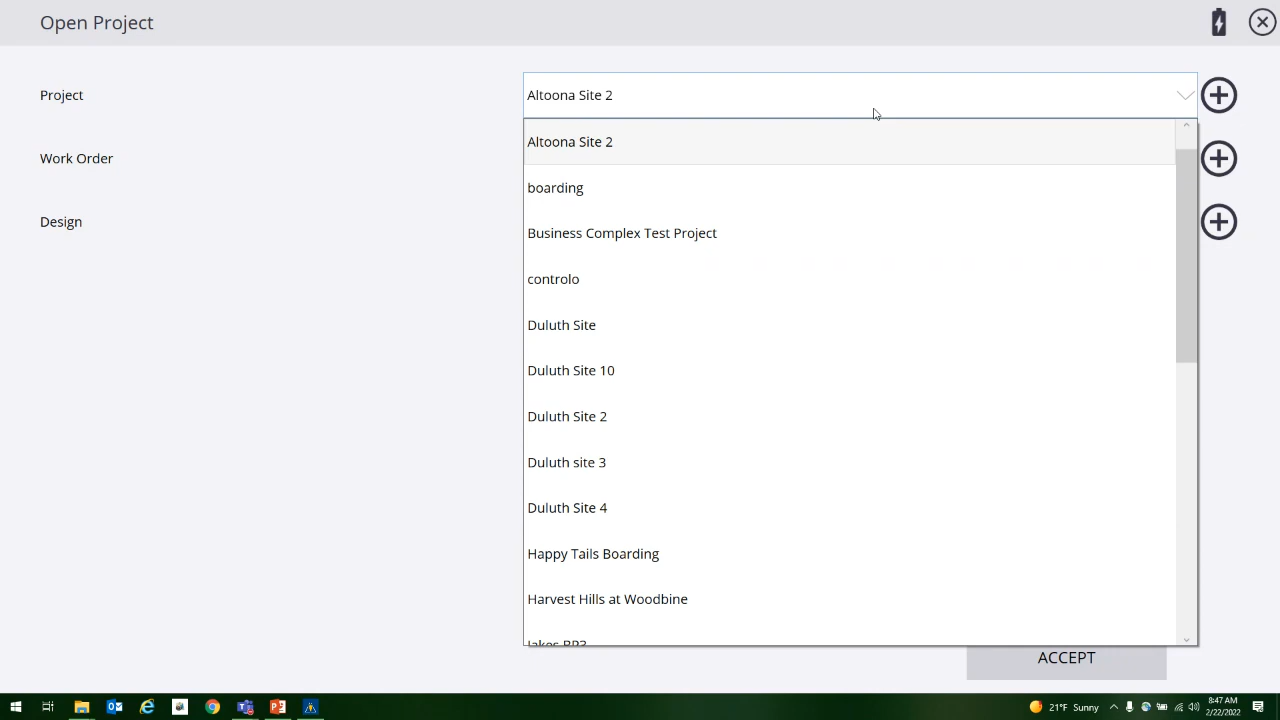 Open Project
Project
Altoona Site 2
Altoona Site 2
Work Order
boarding
Design
Business Complex Test Project
controlo
Duluth Site
Duluth Site 10
Duluth Site 2
Duluth site 3
Duluth Site 4
Happy Tails Boarding
Harvest Hills at Woodbine
Jakes BP3
ACCEPT
21°F Sunny
8:47 AM
2/22/2022